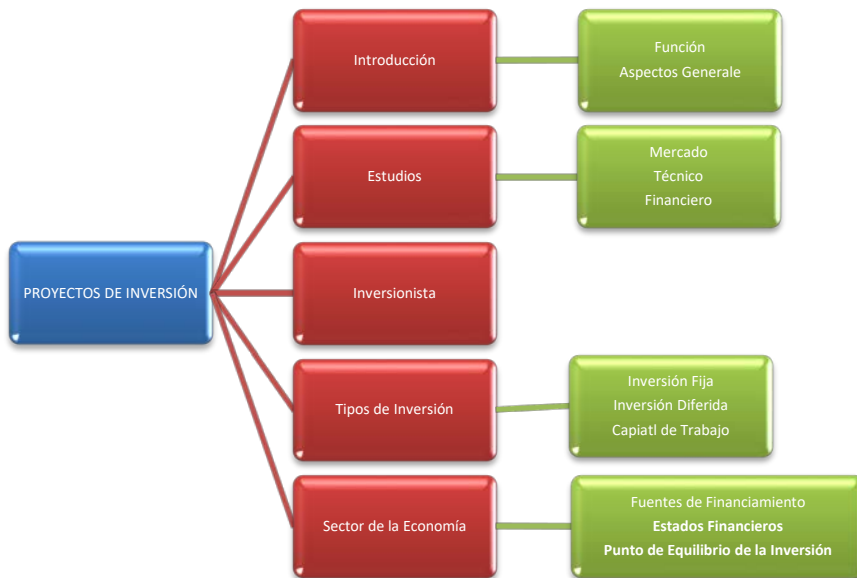 PROYECTOS DE INVERSIÓN
Introducción
Función
Aspectos Generale
Estudios
Mercado
Técnico
Financiero
Inversionista
Tipos de Inversión
Inversión Fija
Inversión Diferida
Capiatl de Trabajo
Sector de la Economía
Fuentes de Financiamiento
Estados Financieros
Punto de Equilibrio de la Inversión